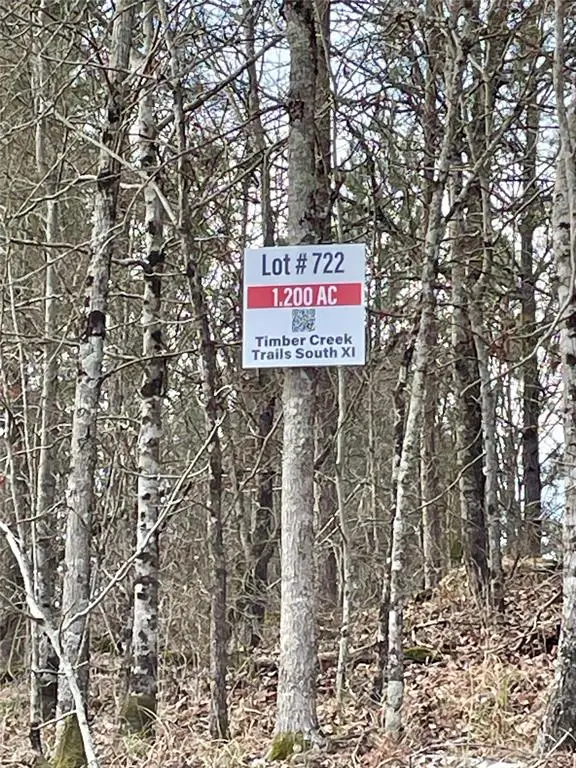 Lot # 722
1.200 AC
Timber Creek
Trails South XI